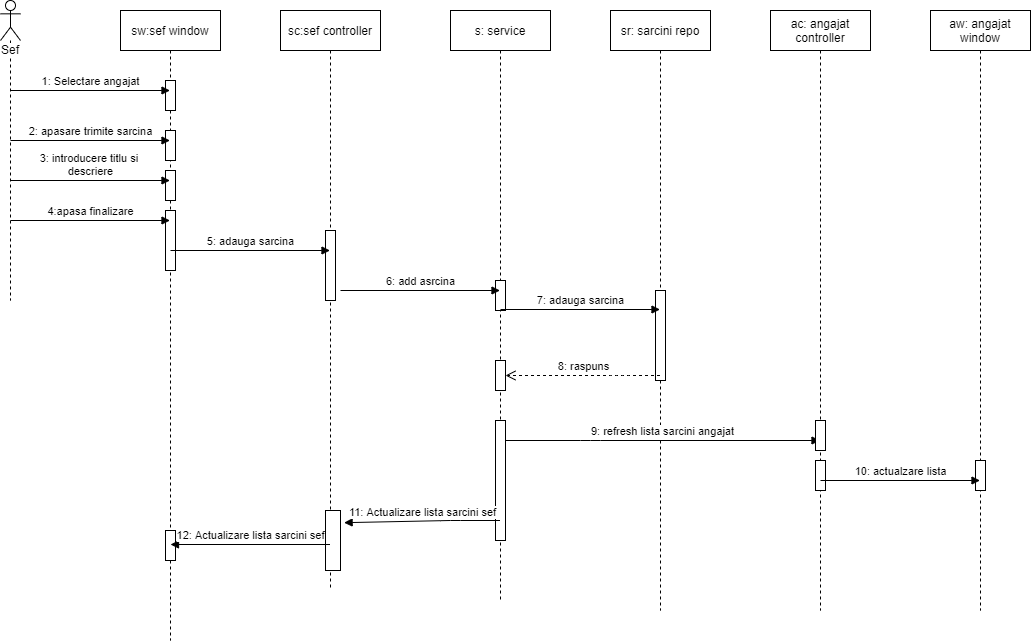 Sef
sw:sef window
sc:sef controller
s: service
sr: sarcini repo
ac: angajat
controller
aw: angajat
window
1: Selectare angajat
2: apasare trimite sarcina
3: introducere titlu si
descriere
4:apasa finalizare
5: adauga sarcina
6: add asrcina
7: adauga sarcina
8: raspuns
9: refresh lista sarcini angajat
10: actualzare lista
11: Actualizare lista sarcini sef
12: Actualizare lista sarcini sef